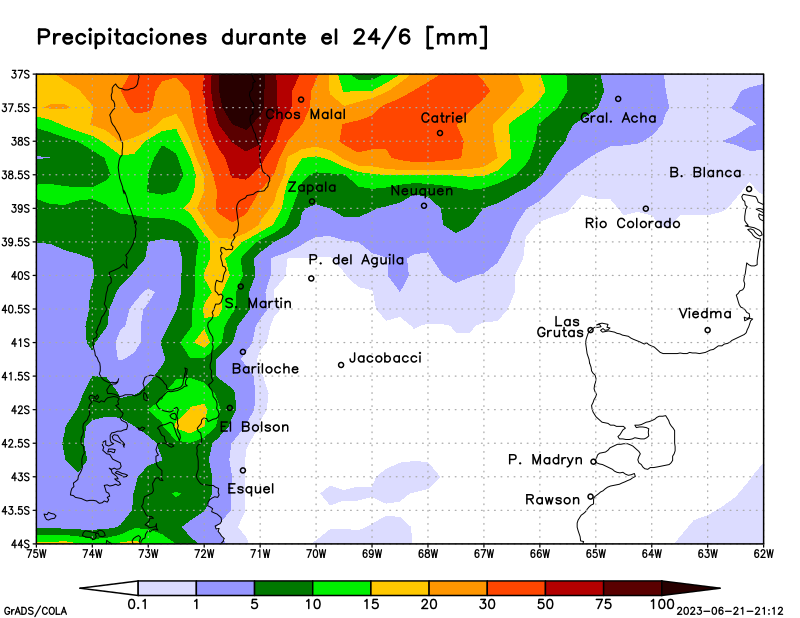 Precipitaciones durante el 24/6 [mm]
37S
37.5S
Chos Malal
Catriel
Gral. Acha
38S
38.5S
B. Blanca
Zapala
Neuquen
39S
Rio Colorado
39.5S
P. del Aguila
40S
S. Martin
40.5S
Las
Grutas
Viedma
41S
Bariloche
Jacobacci
41.5S
42S
El Bolson
42.5S
P. Madryn
43S
Esquel
Rawson
43.5S
44S
75W 74W 73W 72W 71W 70W 69W 68W 67W 66W 65W 64W 63W 62W
0.1 1 5 10 15 20 30 50 75 100
GrADS/COLA
2023-06-21-21:12